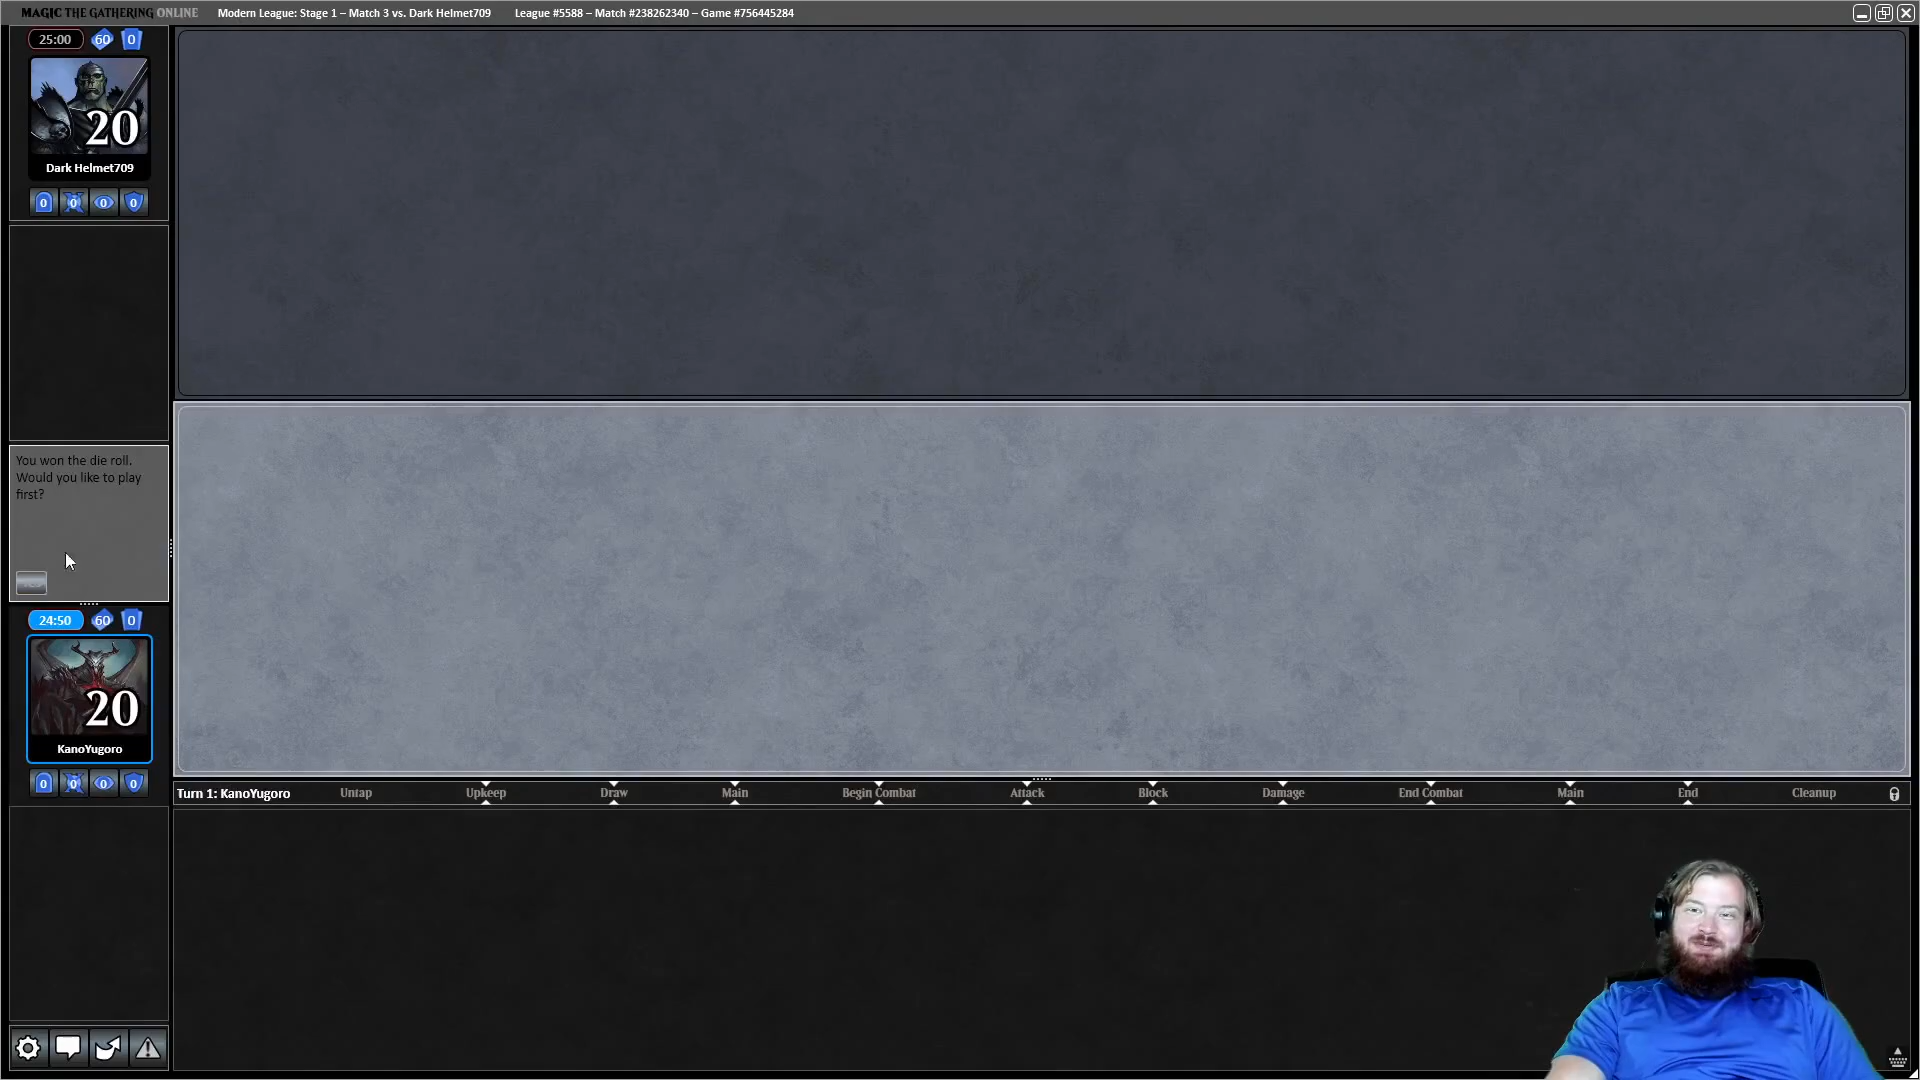 MAGIC THE GATHERING ONLINE
Modern League: Stage 1 – Match 3 vs. Dark Helmet709
League #5588 – Match #238262340 – Game #756445284
25:00
60
0
20
Dark Helmet709
0
0
0
0
You won the die roll.
Would you like to play
first?
24:50
60
0
20
KanoYugoro
0
0
0
0
Turn 1: KanoYugoro
Untap
Upkeep
Draw
Main
Begin Combat
Attack
Block
Damage
End Combat
Main
End
Cleanup